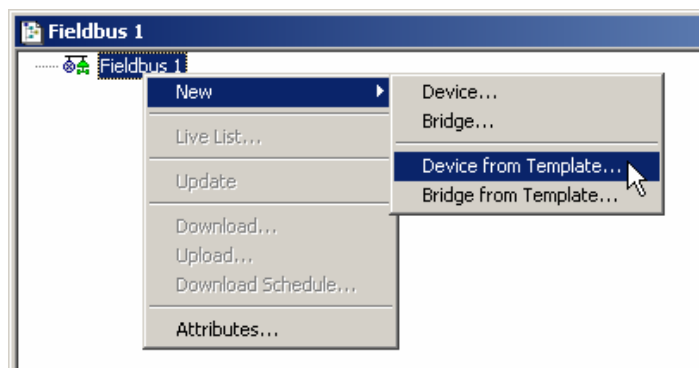 Fieldbus 1
Fieldbus 1
New
Live List...
Update
Download...
Upload...
Download Schedule...
Attributes...
Device...
Bridge...
Device from Template...
Bridge from Template...